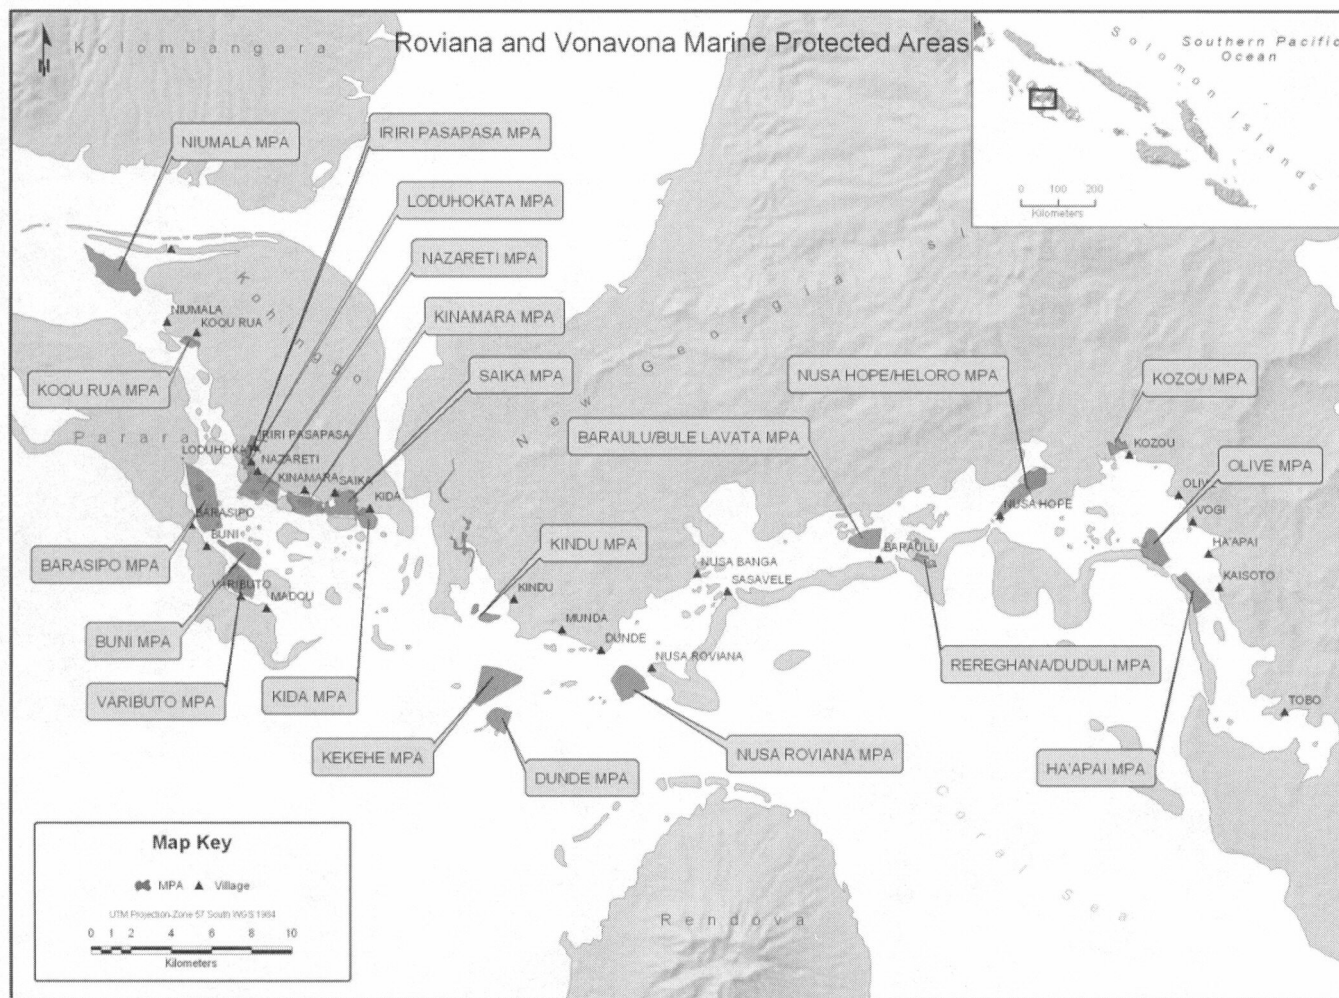 Roviana and Vonavona Marine Protected Areas
N
Kolombangara
Southern Pacific
Ocean
Solomon Islands
0 100 200
Kilometers
NIUMALA MPA
IRIRI PASAPASA MPA
LODUHOKATA MPA
NAZARETI MPA
KINAMARA MPA
SAIKA MPA
KOQU RUA MPA
NUSA HOPE/HELORO MPA
KOZOU MPA
BARAULU/BULE LAVATA MPA
OLIVE MPA
BARASIPO MPA
KINDU MPA
BUNI MPA
VARIBUTO MPA
KIDA MPA
REREGHANA/DUDULI MPA
KEKEHE MPA
DUNDE MPA
NUSA ROVIANA MPA
HA'APAI MPA
Kohinggo
New Georgia Isl
Parara
NIUMALA
KOQU RUA
IRIRI PASAPASA
LODUHOKA
NAZARETI
KINAMARA
SAIKA
KIDA
BARASIPO
BUNI
VARIBUTO
MADOU
KINDU
MUNDA
DUNDE
NUSA BANGA
SASAVELE
NUSA ROVIANA
BARAULU
NUSA HOPE
KOZOU
OLIVE
VOGI
HA'APAI
KAISOTO
TOBO
Coral Sea
Rendova
Map Key
MPA Village
UTM Projection-Zone 57 South WGS 1984
0 1 2 4 6 8 10
Kilometers